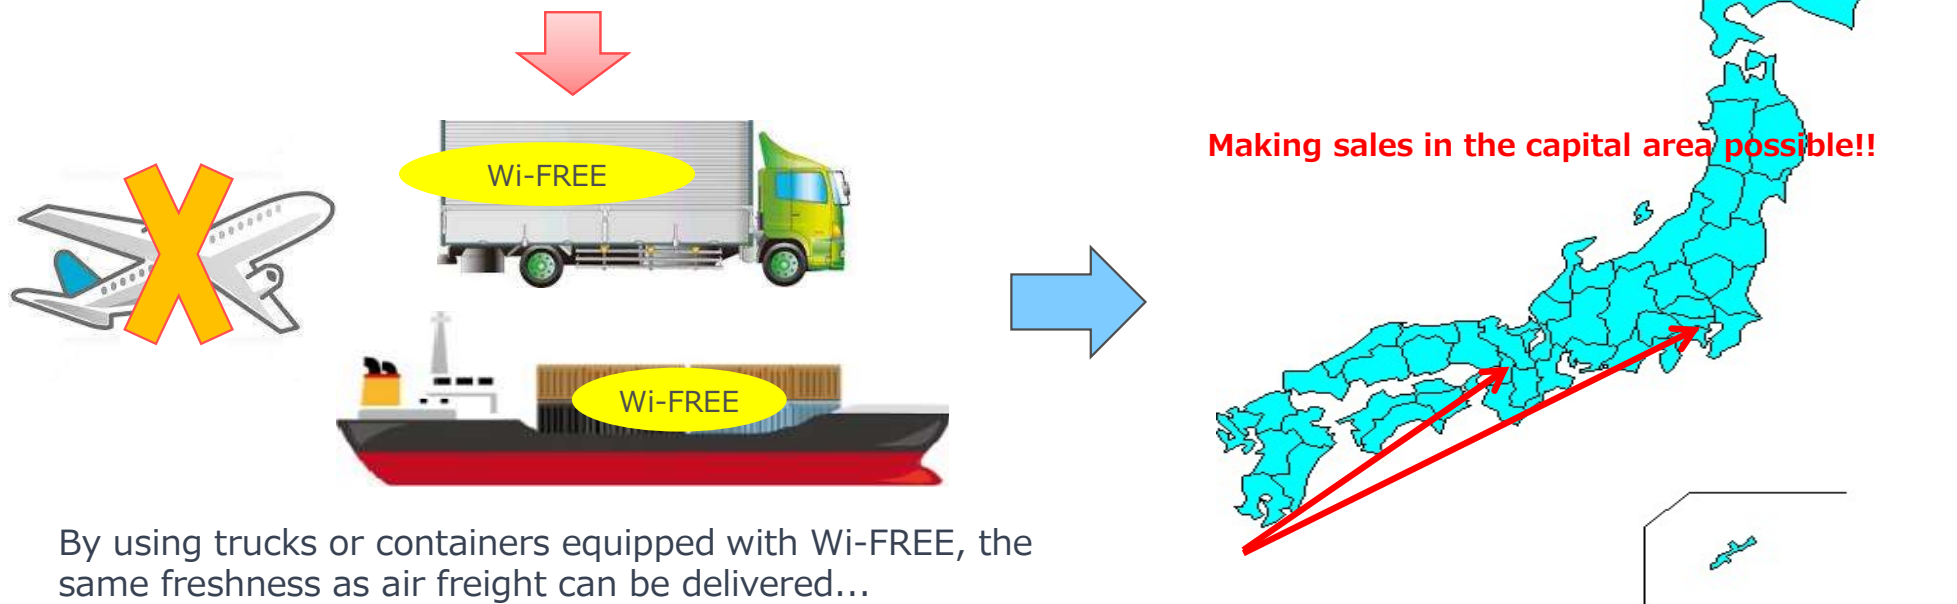 Making sales in the capital area possible!!
Wi-FREE
Wi-FREE
By using trucks or containers equipped with Wi-FREE, the
same freshness as air freight can be delivered...